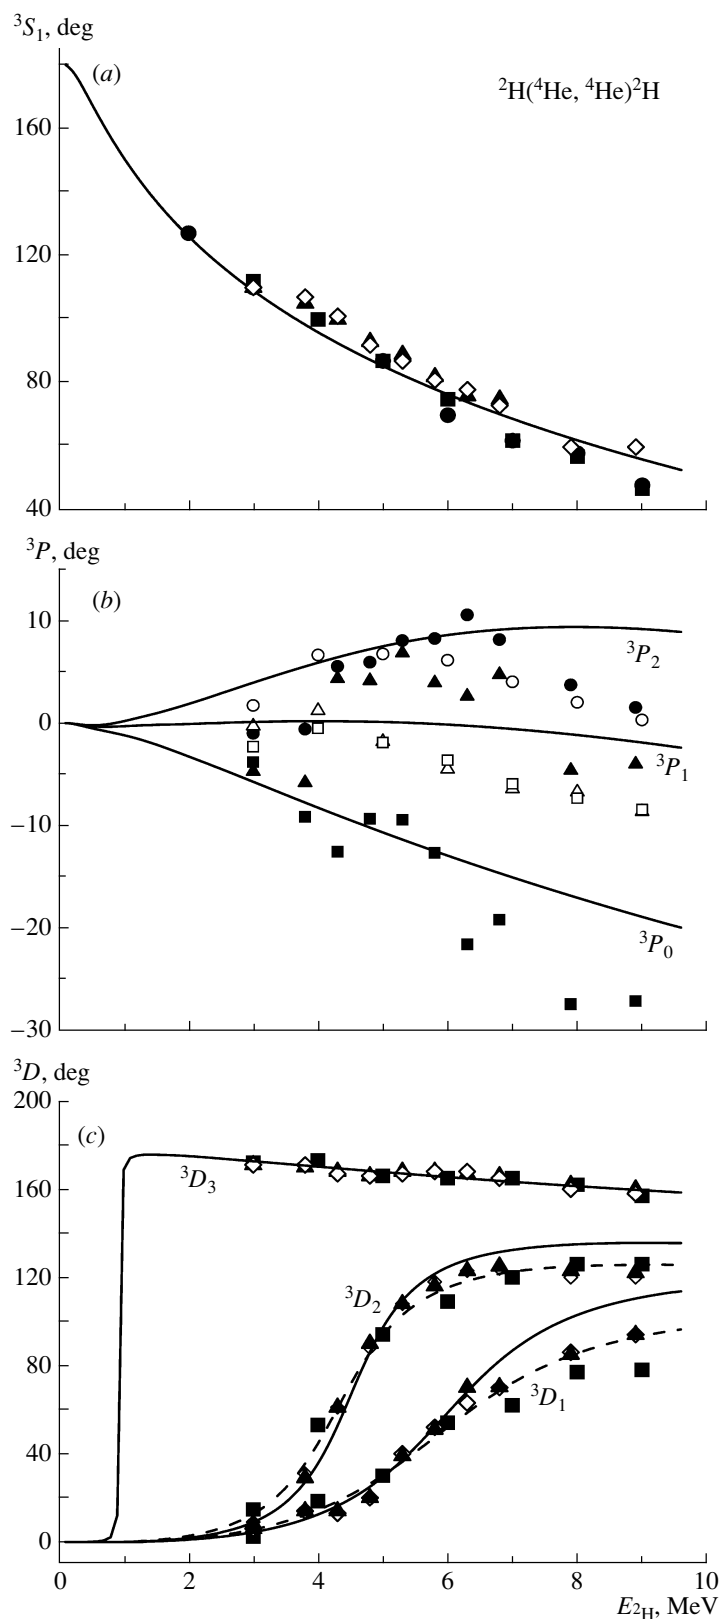 ³S₁, deg
(a)
²H(⁴He, ⁴He)²H
160
120
80
40
³P, deg
(b)
10
³P₂
0
³P₁
–10
–20
³P₀
–30
³D, deg
200
(c)
³D₃
160
120
³D₂
80
³D₁
40
0
0 2 4 6 8 10
E²H, MeV